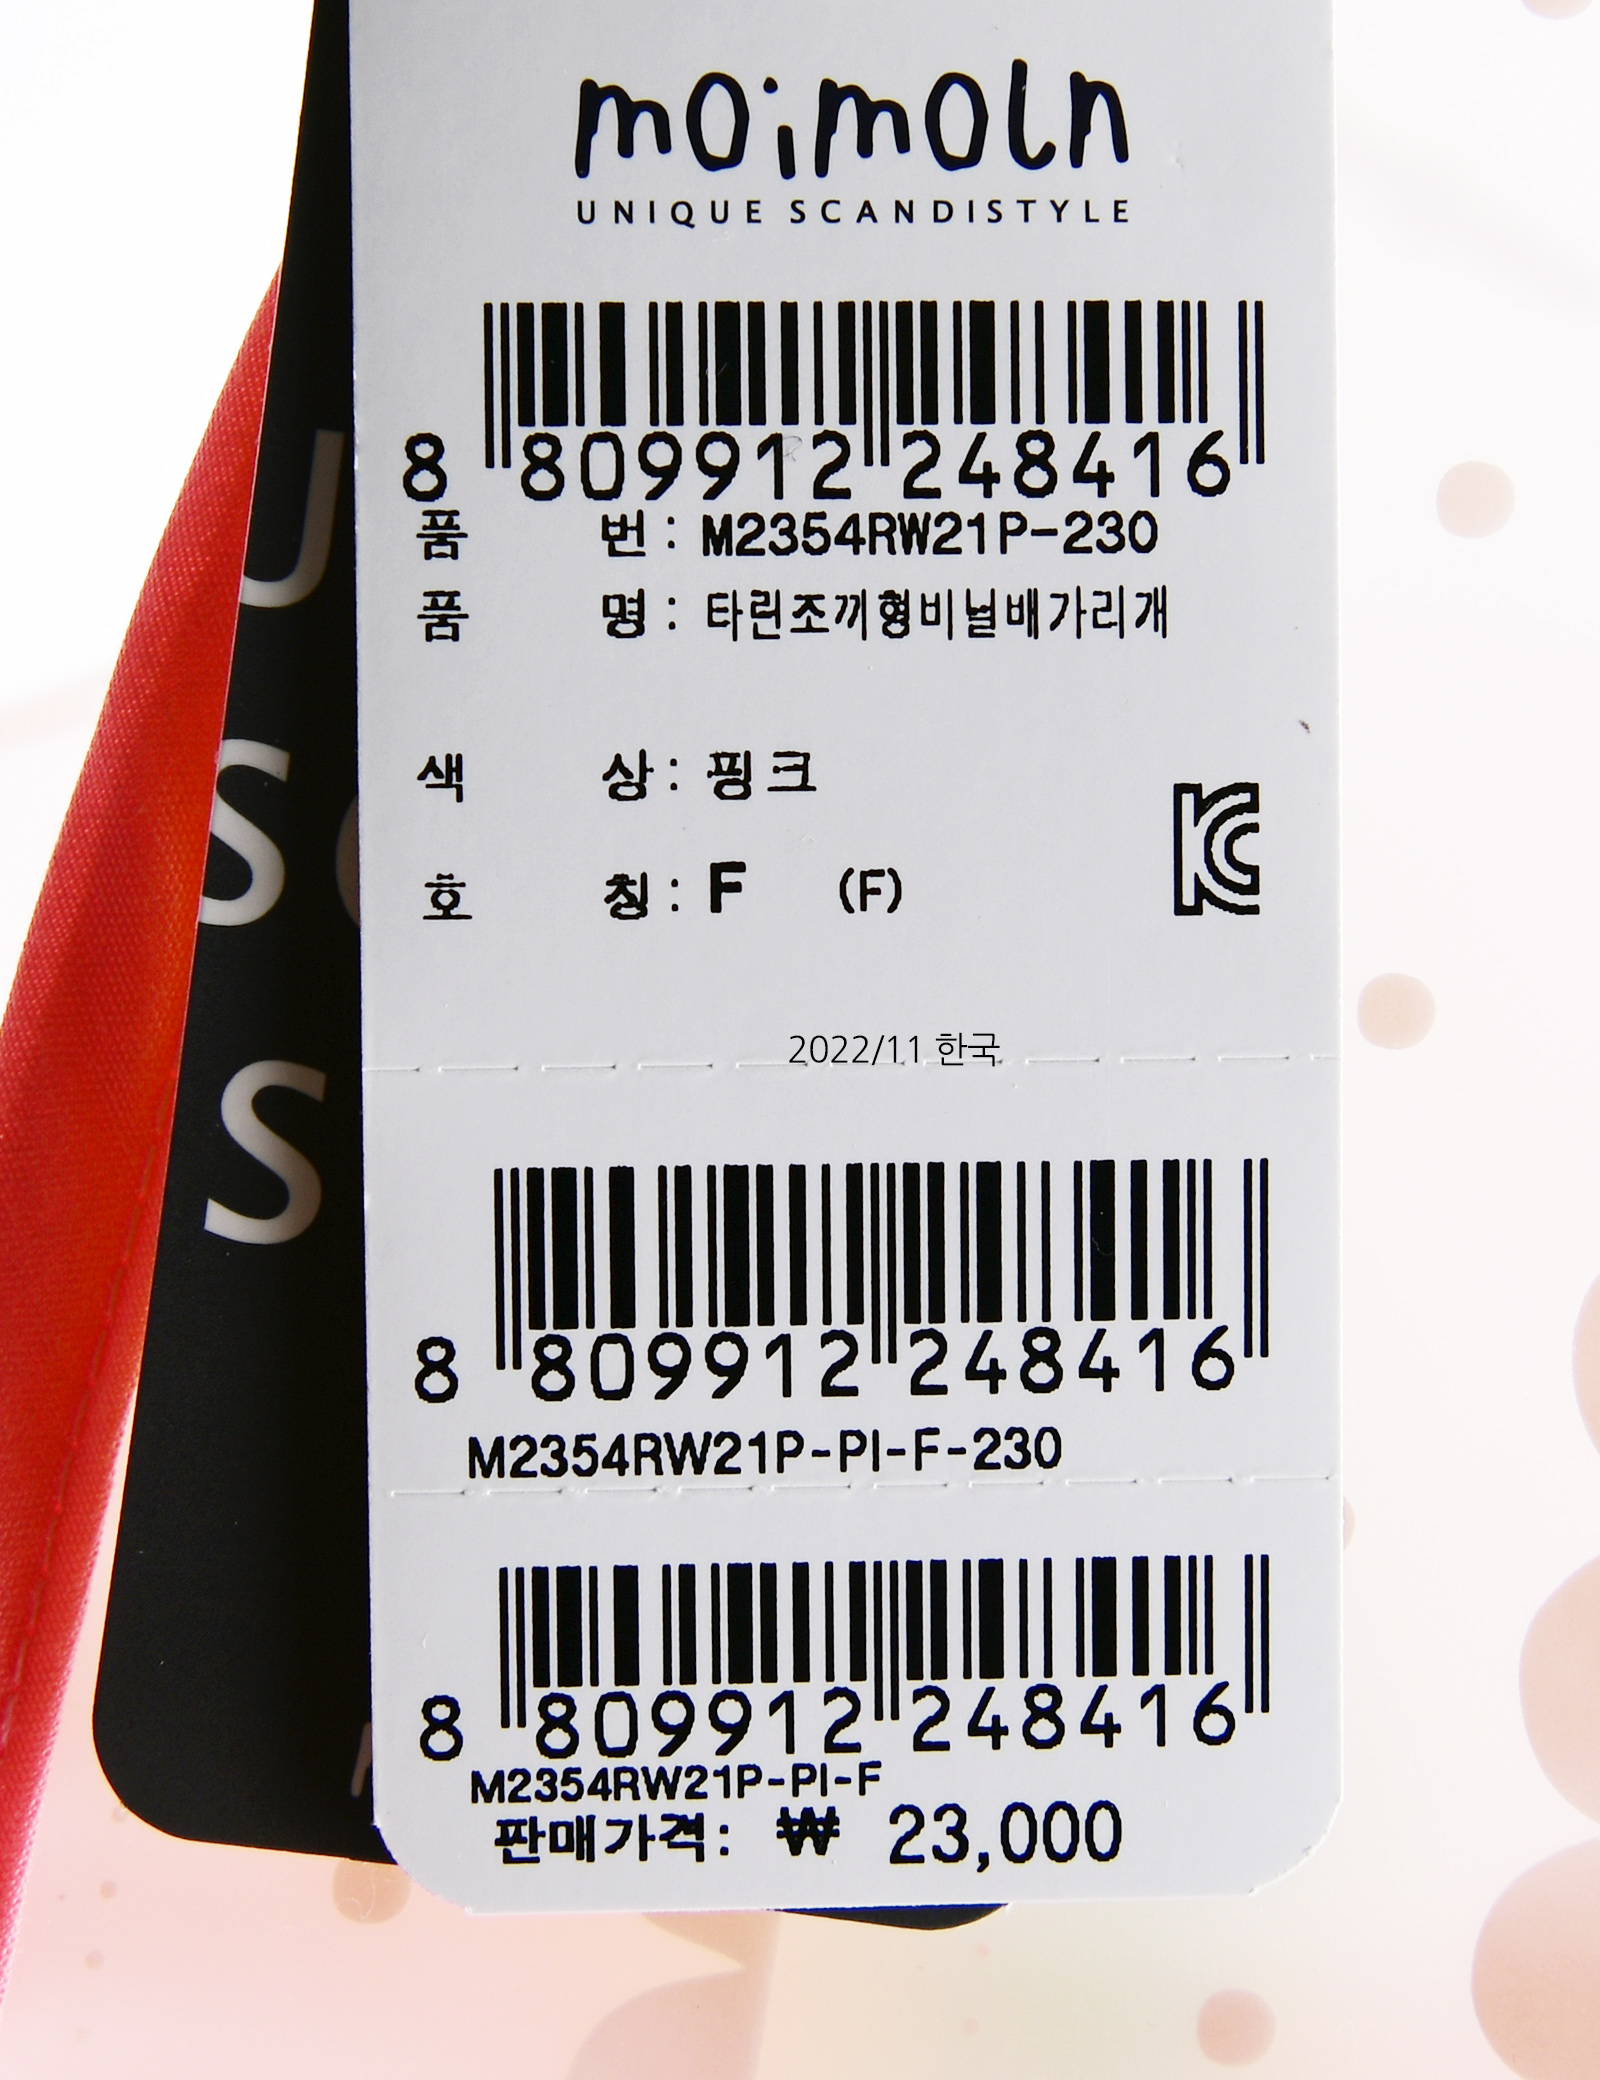 moimoln
UNIQUE SCANDISTYLE
8 809912 248416
품 번 : M2354RW21P-230
품 명 : 타린조끼형비닐배가리개
색 상 : 핑크
호 칭 : F (F)
KC
2022/11 한국
8 809912 248416
M2354RW21P-PI-F-230
8 809912 248416
M2354RW21P-PI-F
판매가격: ₩ 23,000
U
S
S